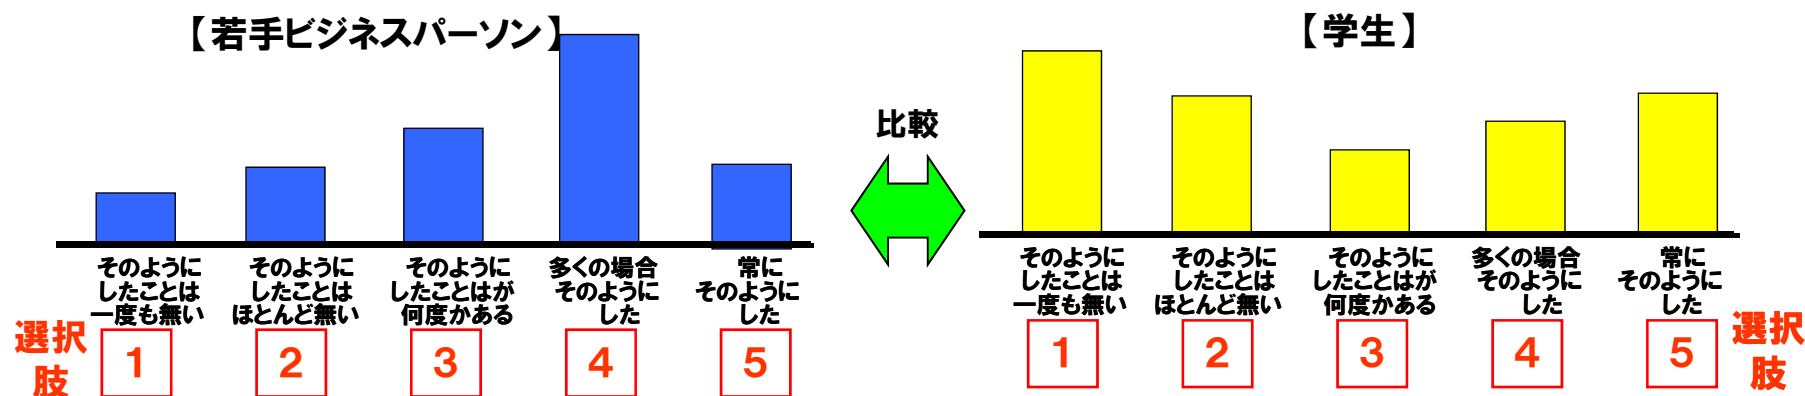 【若手ビジネスパーソン】
そのように
したことは
一度も無い
そのように
したことは
ほとんど無い
そのように
したことはが
何度かある
多くの場合
そのように
した
常に
そのように
した
選択
肢
1
2
3
4
5
比較
【学生】
そのように
したことは
一度も無い
そのように
したことは
ほとんど無い
そのように
したことはが
何度かある
多くの場合
そのように
した
常に
そのように
した
1
2
3
4
5
選択
肢